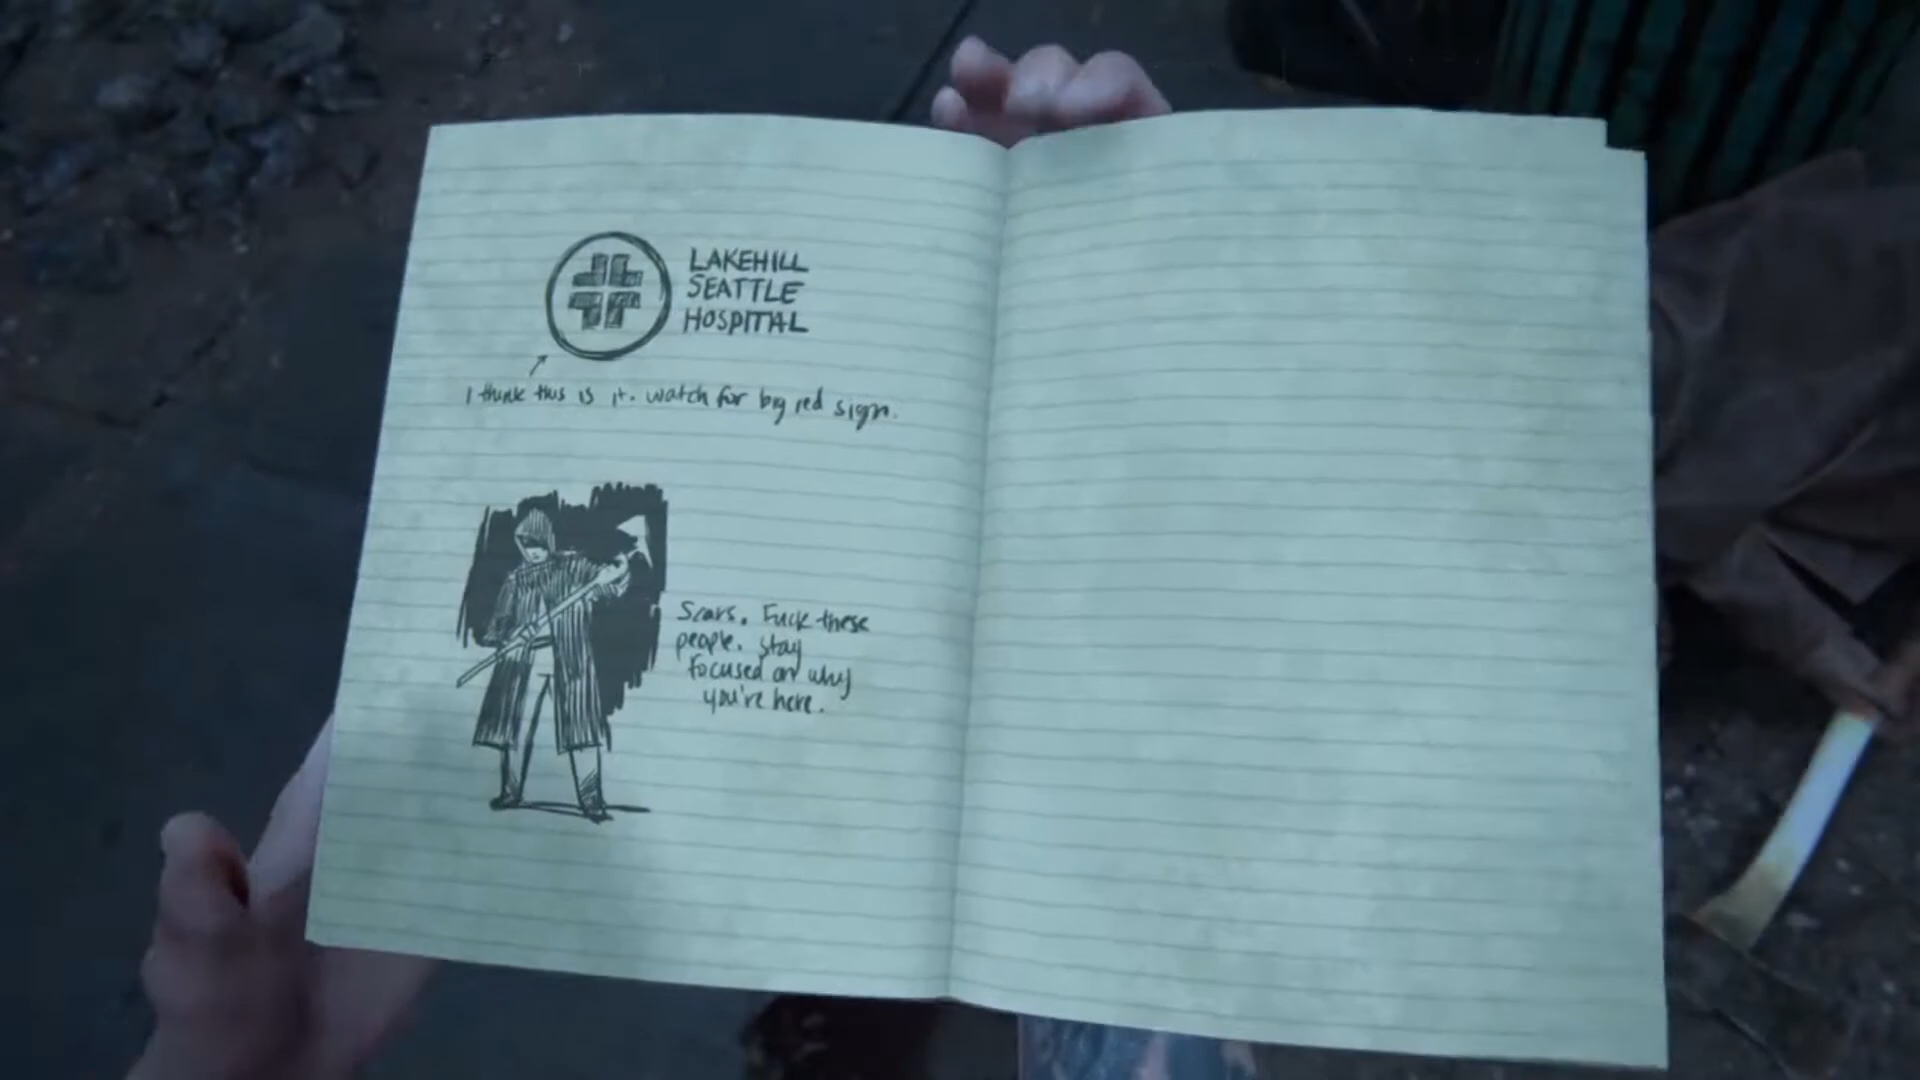 LAKEHILL
SEATTLE
HOSPITAL
I think this is it. watch for big red sign.
Scars. Fuck these
people. Stay
focused on why
you're here.